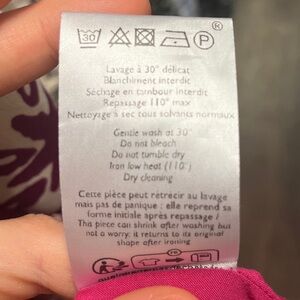 30
P
®
Lavage à 30° délicat
Blanchiment interdit
Séchage en tambour interdit
Repassage 110° max
Nettoyage à sec tous solvants normaux
Gentle wash at 30°
Do not bleach
Do not tumble dry
Iron low heat (110°)
Dry cleaning
Cette pièce peut rétrecir au lavage
mais pas de panique : elle reprend sa
forme initiale après repassage !
This piece can shrink after washing but
not a worry: it returns to its original
shape after ironing